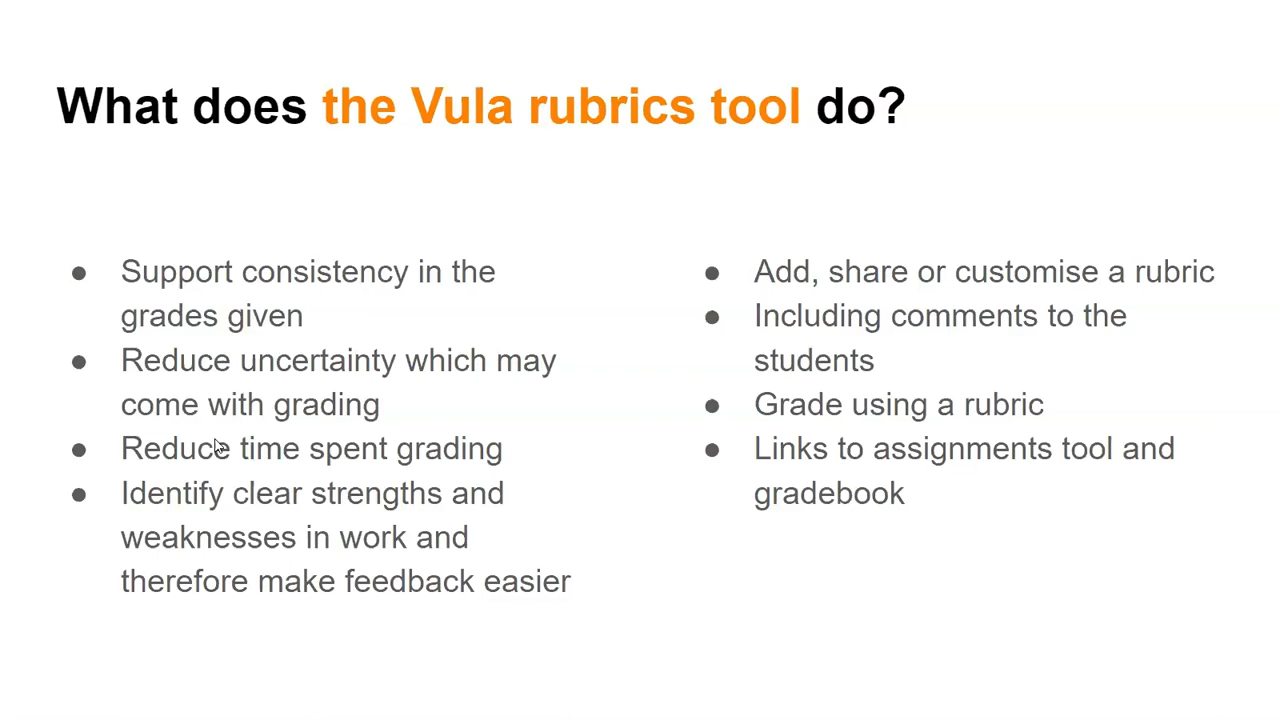 What does the Vula rubrics tool do?
● Support consistency in the
grades given
● Reduce uncertainty which may
come with grading
● Reduce time spent grading
● Identify clear strengths and
weaknesses in work and
therefore make feedback easier
● Add, share or customise a rubric
● Including comments to the
students
● Grade using a rubric
● Links to assignments tool and
gradebook